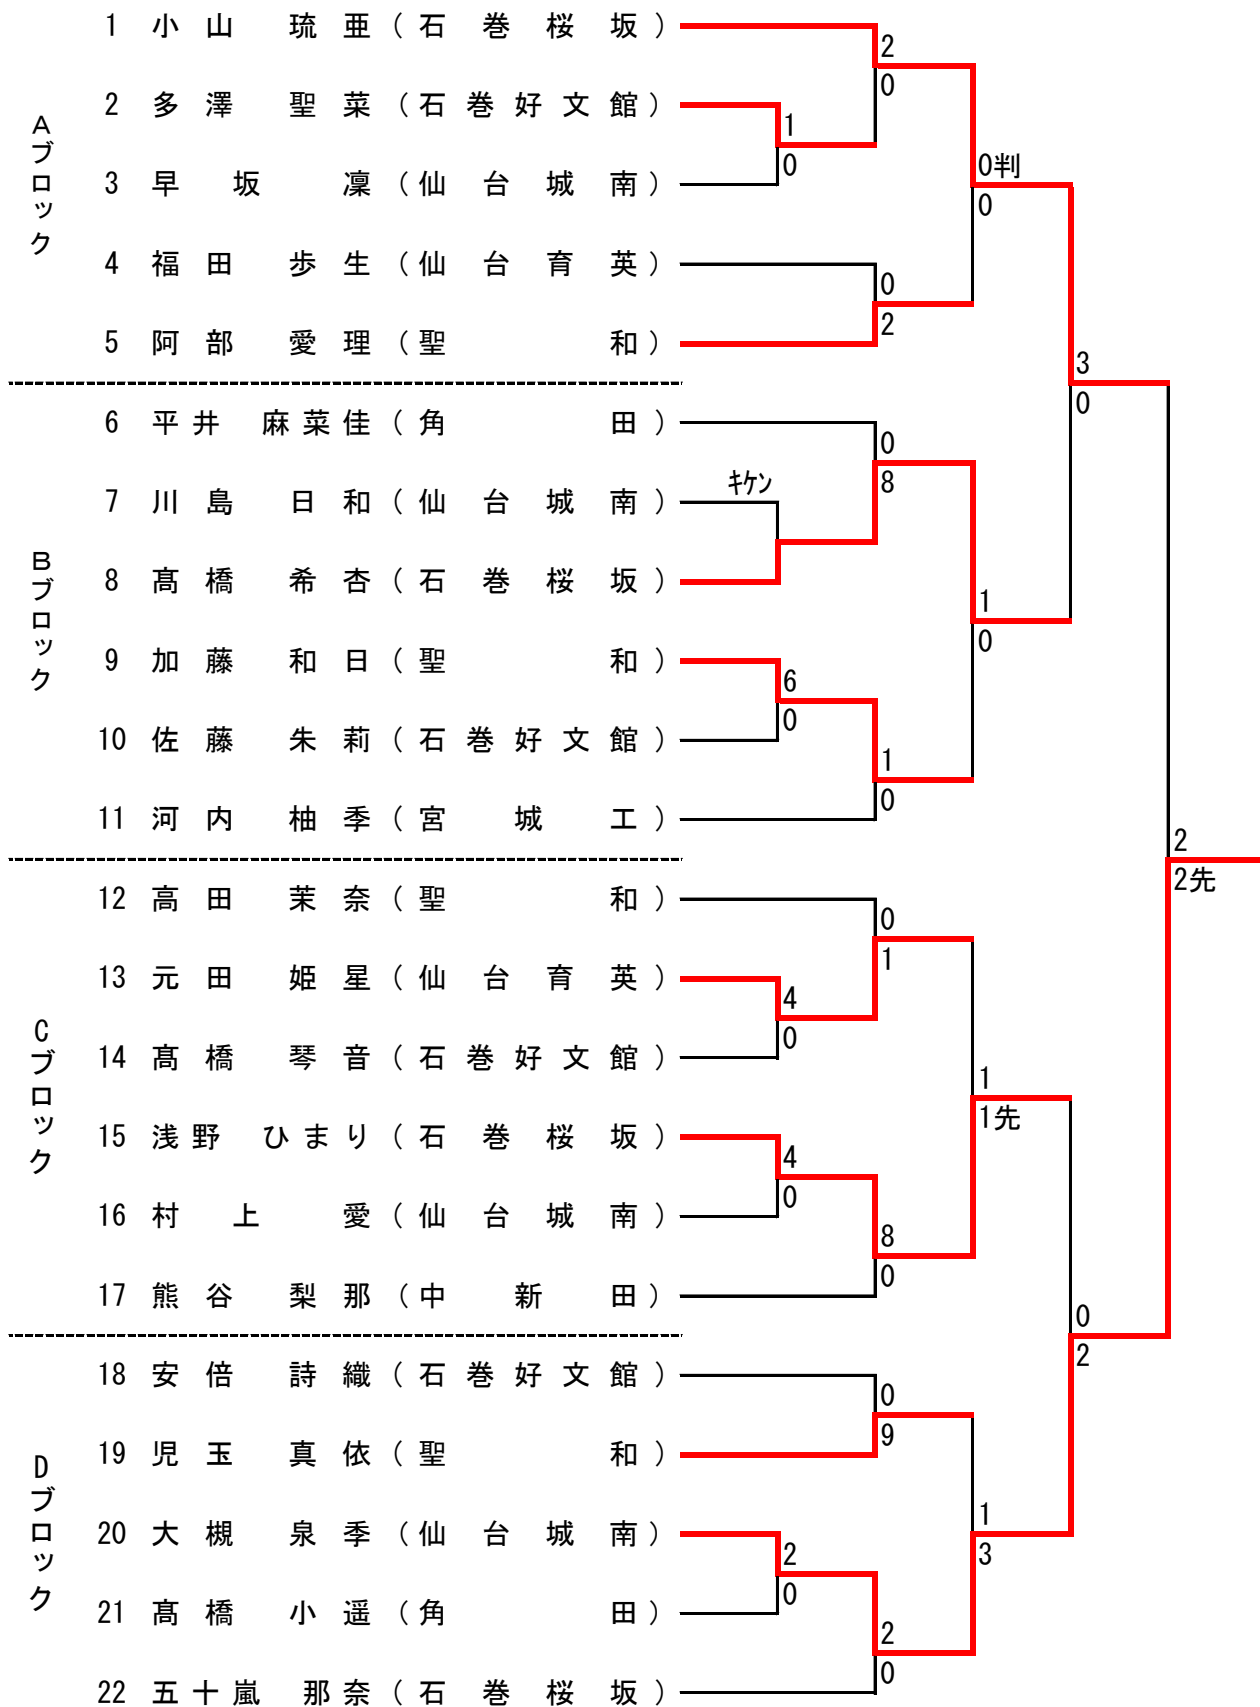 1 小山 琉亜（石巻桜坂）
2
0
2 多澤 聖菜（石巻好文館）
1
0
3 早坂 凜（仙台城南）
0判
0
Aブロック
4 福田 歩生（仙台育英）
0
2
5 阿部 愛理（聖和）
3
0
6 平井 麻菜佳（角田）
0
8
キケン
7 川島 日和（仙台城南）
8 髙橋 希杏（石巻桜坂）
1
0
Bブロック
9 加藤 和日（聖和）
6
0
10 佐藤 朱莉（石巻好文館）
1
0
11 河内 柚季（宮城工）
2
2先
12 高田 茉奈（聖和）
0
1
13 元田 姫星（仙台育英）
4
0
14 髙橋 琴音（石巻好文館）
1
1先
Cブロック
15 浅野 ひまり（石巻桜坂）
4
0
16 村上 愛（仙台城南）
8
0
17 熊谷 梨那（中新田）
0
2
18 安倍 詩織（石巻好文館）
0
9
19 児玉 真依（聖和）
1
3
Dブロック
20 大槻 泉季（仙台城南）
2
0
21 髙橋 小遥（角田）
2
0
22 五十嵐 那奈（石巻桜坂）